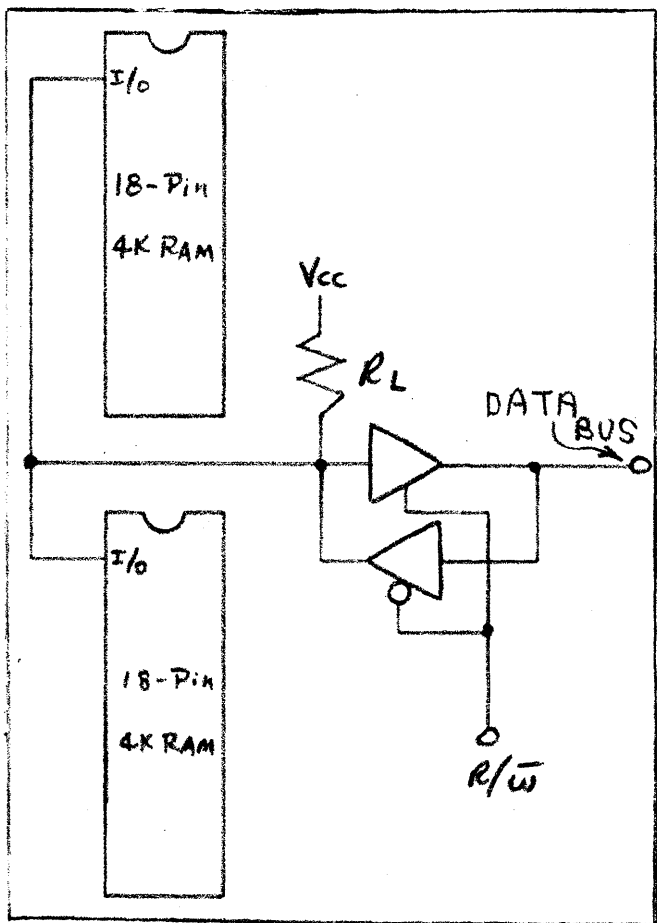 I/O
18-Pin
4K RAM
Vcc
RL
DATA
BUS
I/O
18-Pin
4K RAM
R/W̅